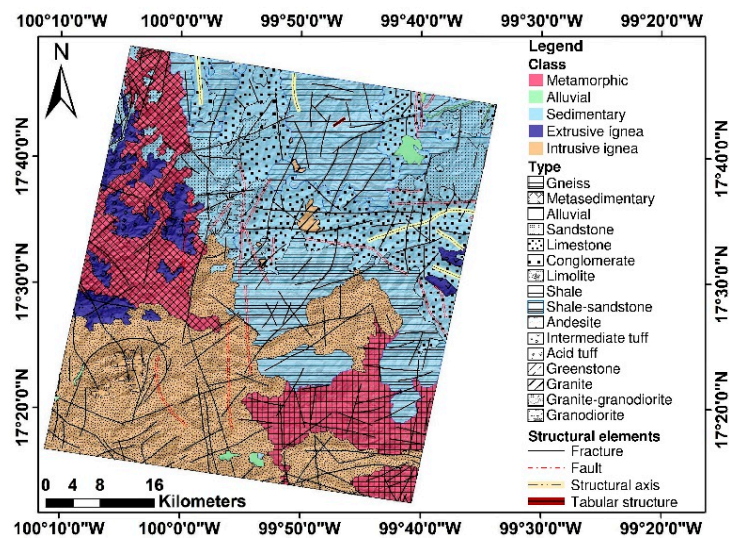 100°10'0"W 100°0'0"W 99°50'0"W 99°40'0"W 99°30'0"W 99°20'0"W
N
17°40'0"N
17°30'0"N
17°20'0"N
Legend
Class
Metamorphic
Alluvial
Sedimentary
Extrusive ígnea
Intrusive ígnea
Type
Gneiss
Metasedimentary
Alluvial
Sandstone
Limestone
Conglomerate
Limolite
Shale
Shale-sandstone
Andesite
Intermediate tuff
Acid tuff
Greenstone
Granite
Granite-granodiorite
Granodiorite
Structural elements
Fracture
Fault
Structural axis
Tabular structure
17°40'0"N
17°30'0"N
17°20'0"N
0 4 8 16
Kilometers
100°10'0"W 100°0'0"W 99°50'0"W 99°40'0"W 99°30'0"W 99°20'0"W